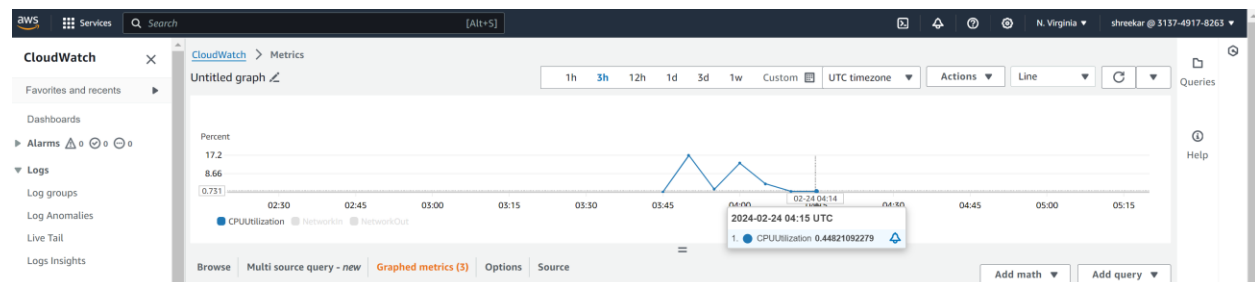 aws Services Search [Alt+S] N. Virginia ▼ shreekar @ 3137-4917-8263 ▼
CloudWatch
Favorites and recents
Dashboards
Alarms 0 0 0
Logs
Log groups
Log Anomalies
Live Tail
Logs Insights
CloudWatch > Metrics
Untitled graph
1h 3h 12h 1d 3d 1w Custom UTC timezone ▼ Actions ▼ Line ▼
Percent
17.2
8.66
0.731
02:30 02:45 03:00 03:15 03:30 03:45 04:00 04:30 04:45 05:00 05:15
02-24 04:14
CPUUtilization NetworkIn NetworkOut
2024-02-24 04:15 UTC
1. CPUUtilization 0.44821092279
Browse Multi source query - new Graphed metrics (3) Options Source
Add math ▼ Add query ▼
Queries
Help